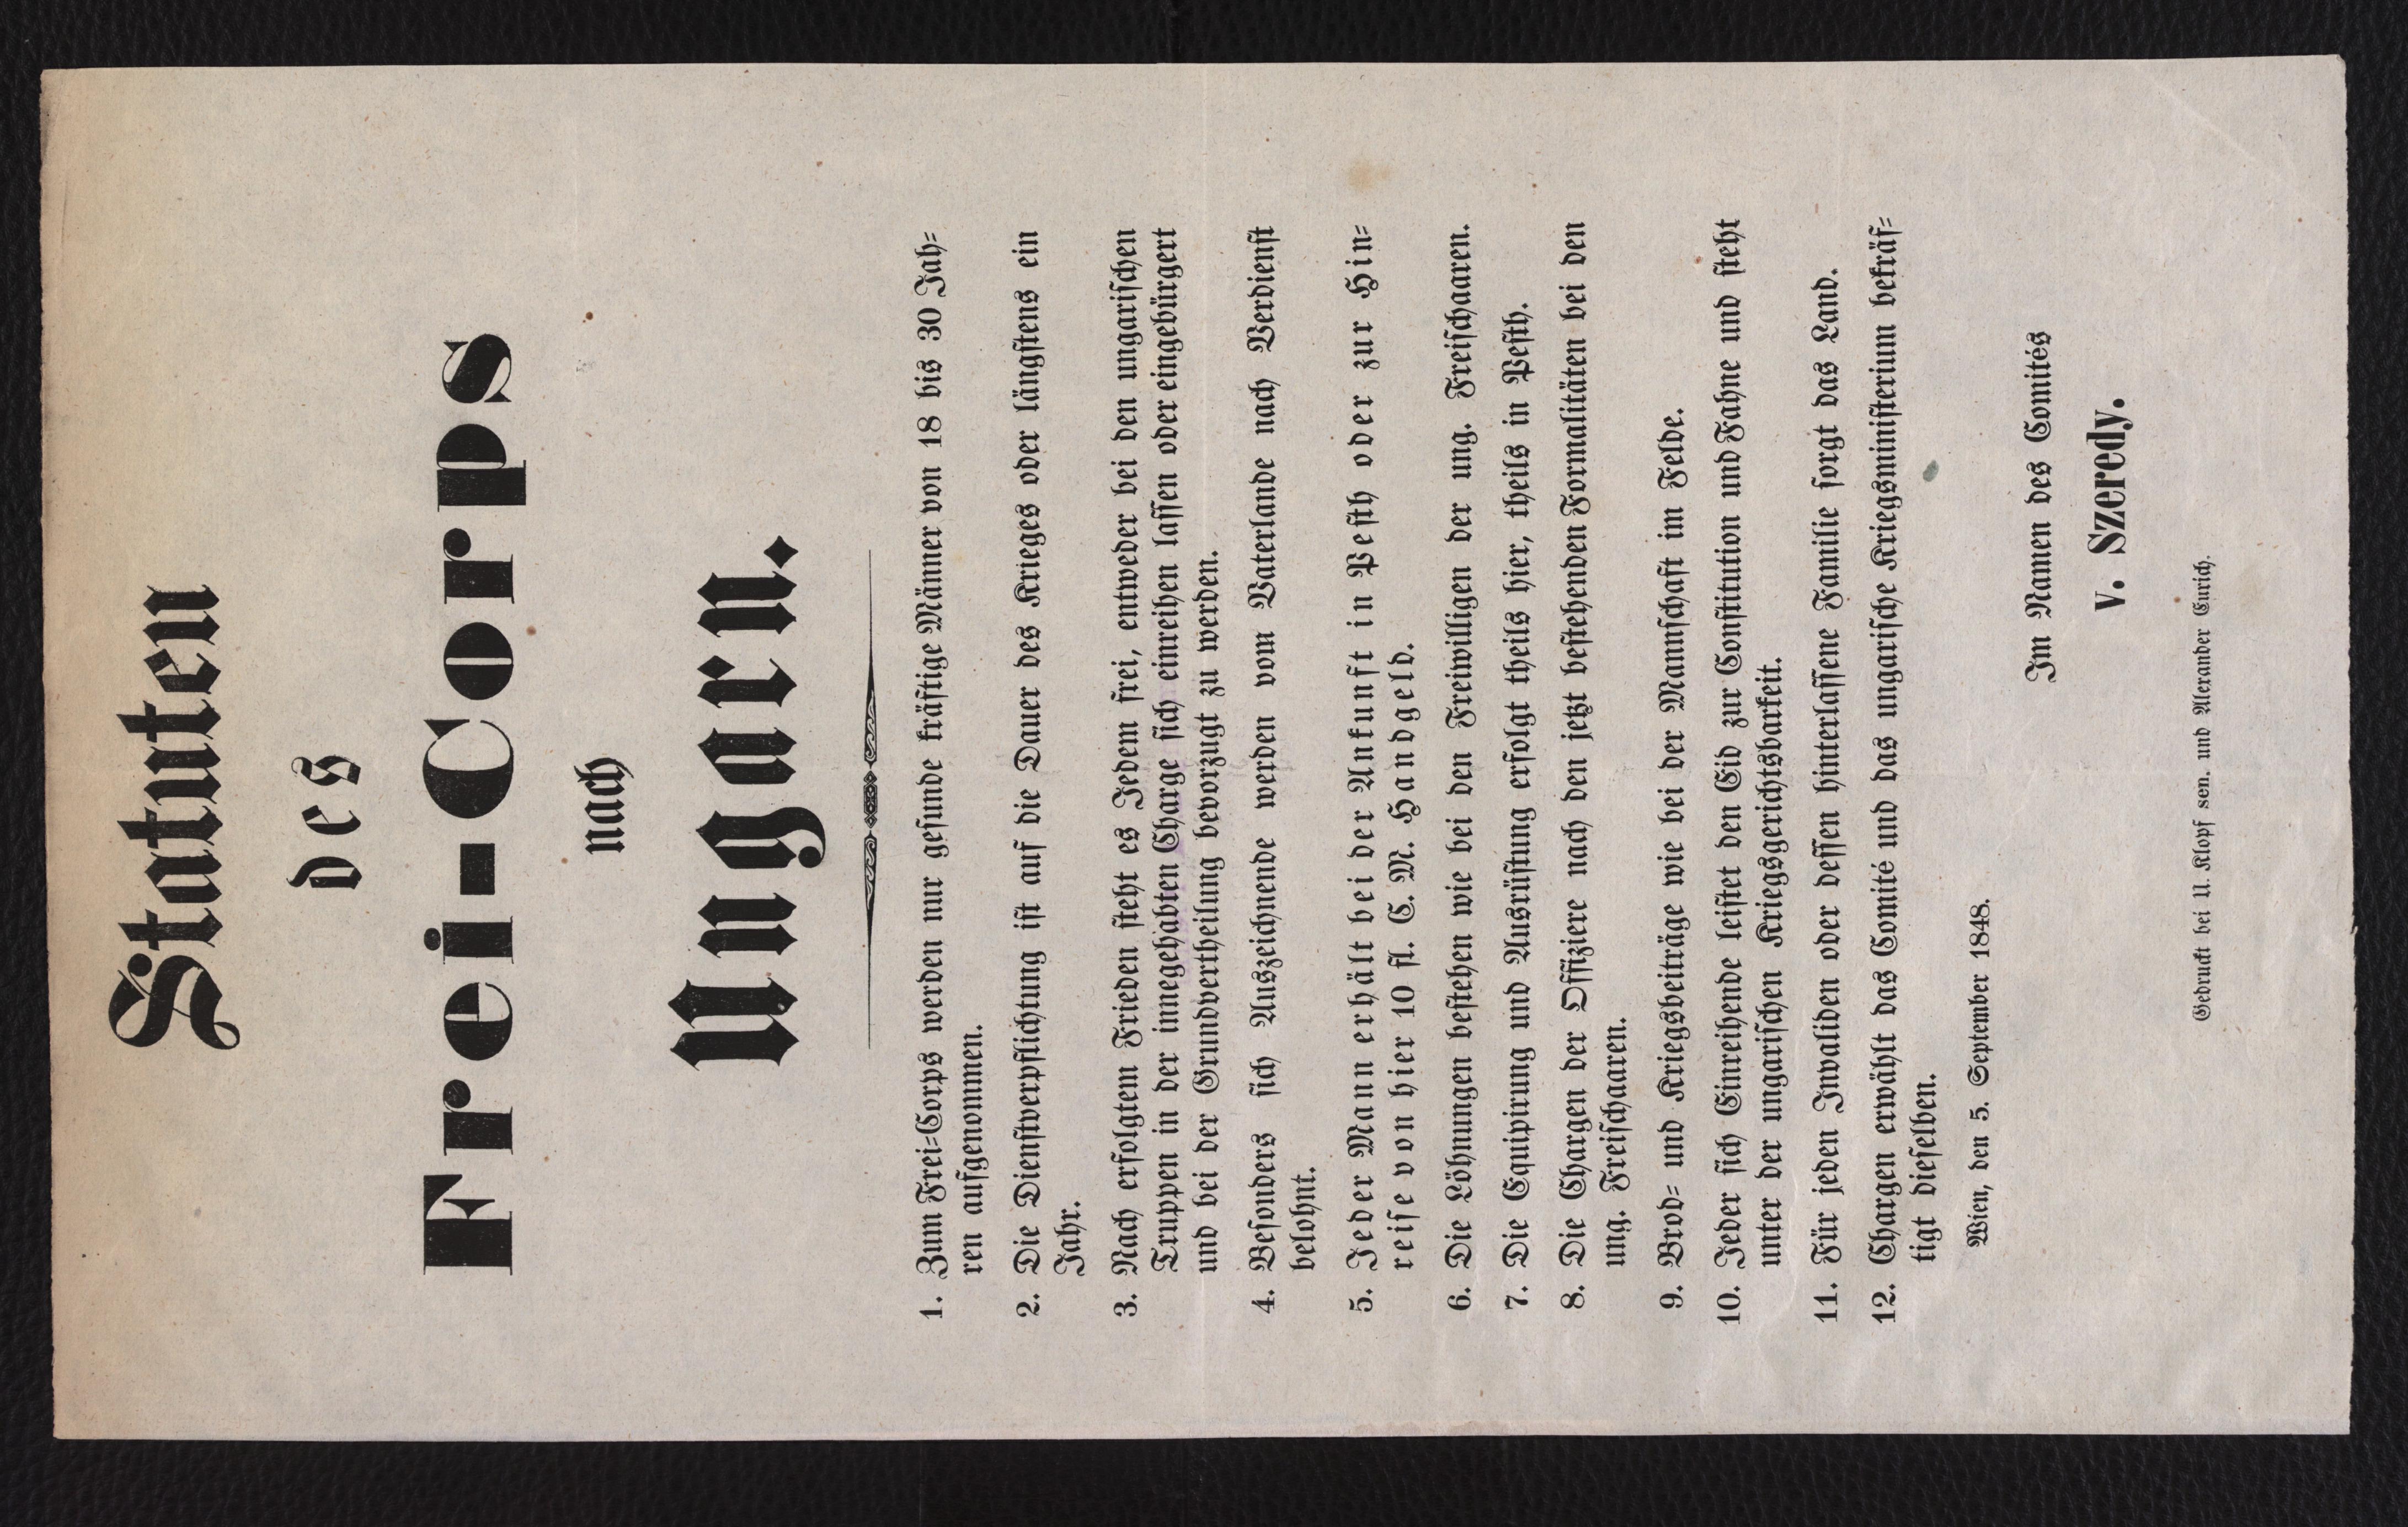 Statuten
des
Frei-Corps
nach
Ungarn.
1. Zum Frei-Corps werden nur gesunde kräftige Männer von 18 bis 30 Jah-
ren aufgenommen.
2. Die Dienstverpflichtung ist auf die Dauer des Krieges oder längstens ein
Jahr.
3. Nach erfolgtem Frieden steht es Jedem frei, entweder bei den ungarischen
Truppen in der innegehabten Charge sich einreihen lassen oder eingebürgert
und bei der Grundvertheilung bevorzugt zu werden.
4. Besonders sich Auszeichnende werden vom Vaterlande nach Verdienst
belohnt.
5. Jeder Mann erhält bei der Ankunft in Pesth oder zur Hin-
reise von hier 10 fl. C. M. Handgeld.
6. Die Löhnungen bestehen wie bei den Freiwilligen der ung. Freischaaren.
7. Die Equipirung und Ausrüstung erfolgt theils hier, theils in Pesth.
8. Die Chargen der Offiziere nach den jetzt bestehenden Formalitäten bei den
ung. Freischaaren.
9. Brod- und Kriegsbeiträge wie bei der Mannschaft im Felde.
10. Jeder sich Einreihende leistet den Eid zur Constitution und Fahne und steht
unter der ungarischen Kriegsgerichtsbarkeit.
11. Für jeden Invaliden oder dessen hinterlassene Familie sorgt das Land.
12. Chargen erwählt das Comité und das ungarische Kriegsministerium bekräf-
tigt dieselben.
Wien, den 5. September 1848.
Im Namen des Comités
v. Szeredy.
Gedruckt bei U. Klopf sen. und Alexander Eurich.